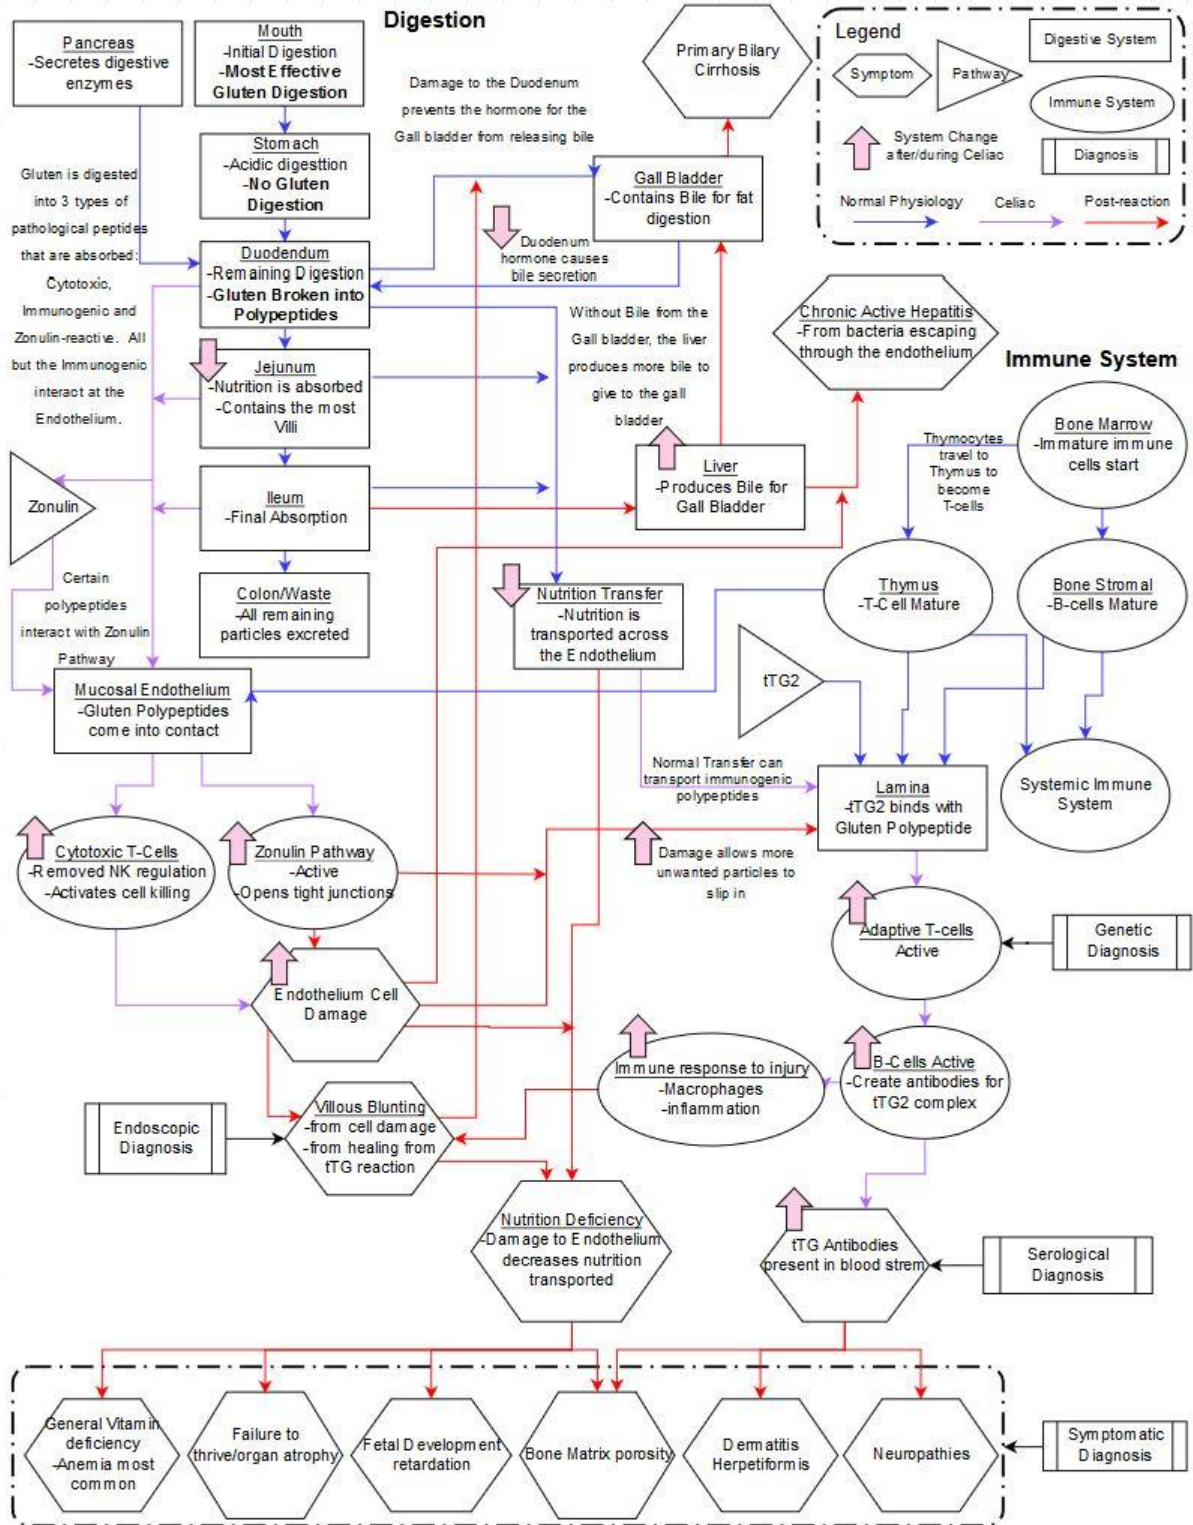 Digestion
Pancreas
-Secretes digestive
enzymes
Mouth
-Initial Digestion
-Most Effective
Gluten Digestion
Damage to the Duodenum
prevents the hormone for the
Gall bladder from releasing bile
Primary Bilary
Cirrhosis
Legend
Symptom
Pathway
Digestive System
Immune System
System Change
after/during Celiac
Diagnosis
Normal Physiology
Celiac
Post-reaction
Gluten is digested
into 3 types of
pathological peptides
that are absorbed:
Cytotoxic,
Immunogenic and
Zonulin-reactive. All
but the Immunogenic
interact at the
Endothelium.
Stomach
-Acidic digesttion
-No Gluten
Digestion
Gall Bladder
-Contains Bile for fat
digestion
Duodenum
hormone causes
bile secretion
Duodendum
-Remaining Digestion
-Gluten Broken into
Polypeptides
Without Bile from the
Gall bladder, the liver
produces more bile to
give to the gall
bladder
Chronic Active Hepatitis
-From bacteria escaping
through the endothelium
Jejunum
-Nutrition is absorbed
-Contains the most
Villi
Immune System
Bone Marrow
-Immature immune
cells start
Thymocytes
travel to
Thymus to
become
T-cells
Zonulin
Ileum
-Final Absorption
Liver
-Produces Bile for
Gall Bladder
Certain
polypeptides
interact with Zonulin
Pathway
Colon/Waste
-All remaining
particles excreted
Nutrition Transfer
-Nutrition is
transported across
the Endothelium
Thymus
-T-Cell Mature
Bone Stromal
-B-cells Mature
tTG2
Mucosal Endothelium
-Gluten Polypeptides
come into contact
Normal Transfer can
transport immunogenic
polypeptides
Lamina
-tTG2 binds with
Gluten Polypeptide
Systemic Immune
System
Cytotoxic T-Cells
-Removed NK regulation
-Activates cell killing
Zonulin Pathway
-Active
-Opens tight junctions
Damage allows more
unwanted particles to
slip in
Adaptive T-cells
Active
Genetic
Diagnosis
Endothelium Cell
Damage
Immune response to injury
-Macrophages
-inflammation
B-Cells Active
-Create antibodies for
tTG2 complex
Endoscopic
Diagnosis
Villous Blunting
-from cell damage
-from healing from
tTG reaction
Nutrition Deficiency
-Damage to Endothelium
decreases nutrition
transported
tTG Antibodies
present in blood strem
Serological
Diagnosis
General Vitamin
deficiency
-Anemia most
common
Failure to
thrive/organ atrophy
Fetal Development
retardation
Bone Matrix porosity
Dermatitis
Herpetiformis
Neuropathies
Symptomatic
Diagnosis